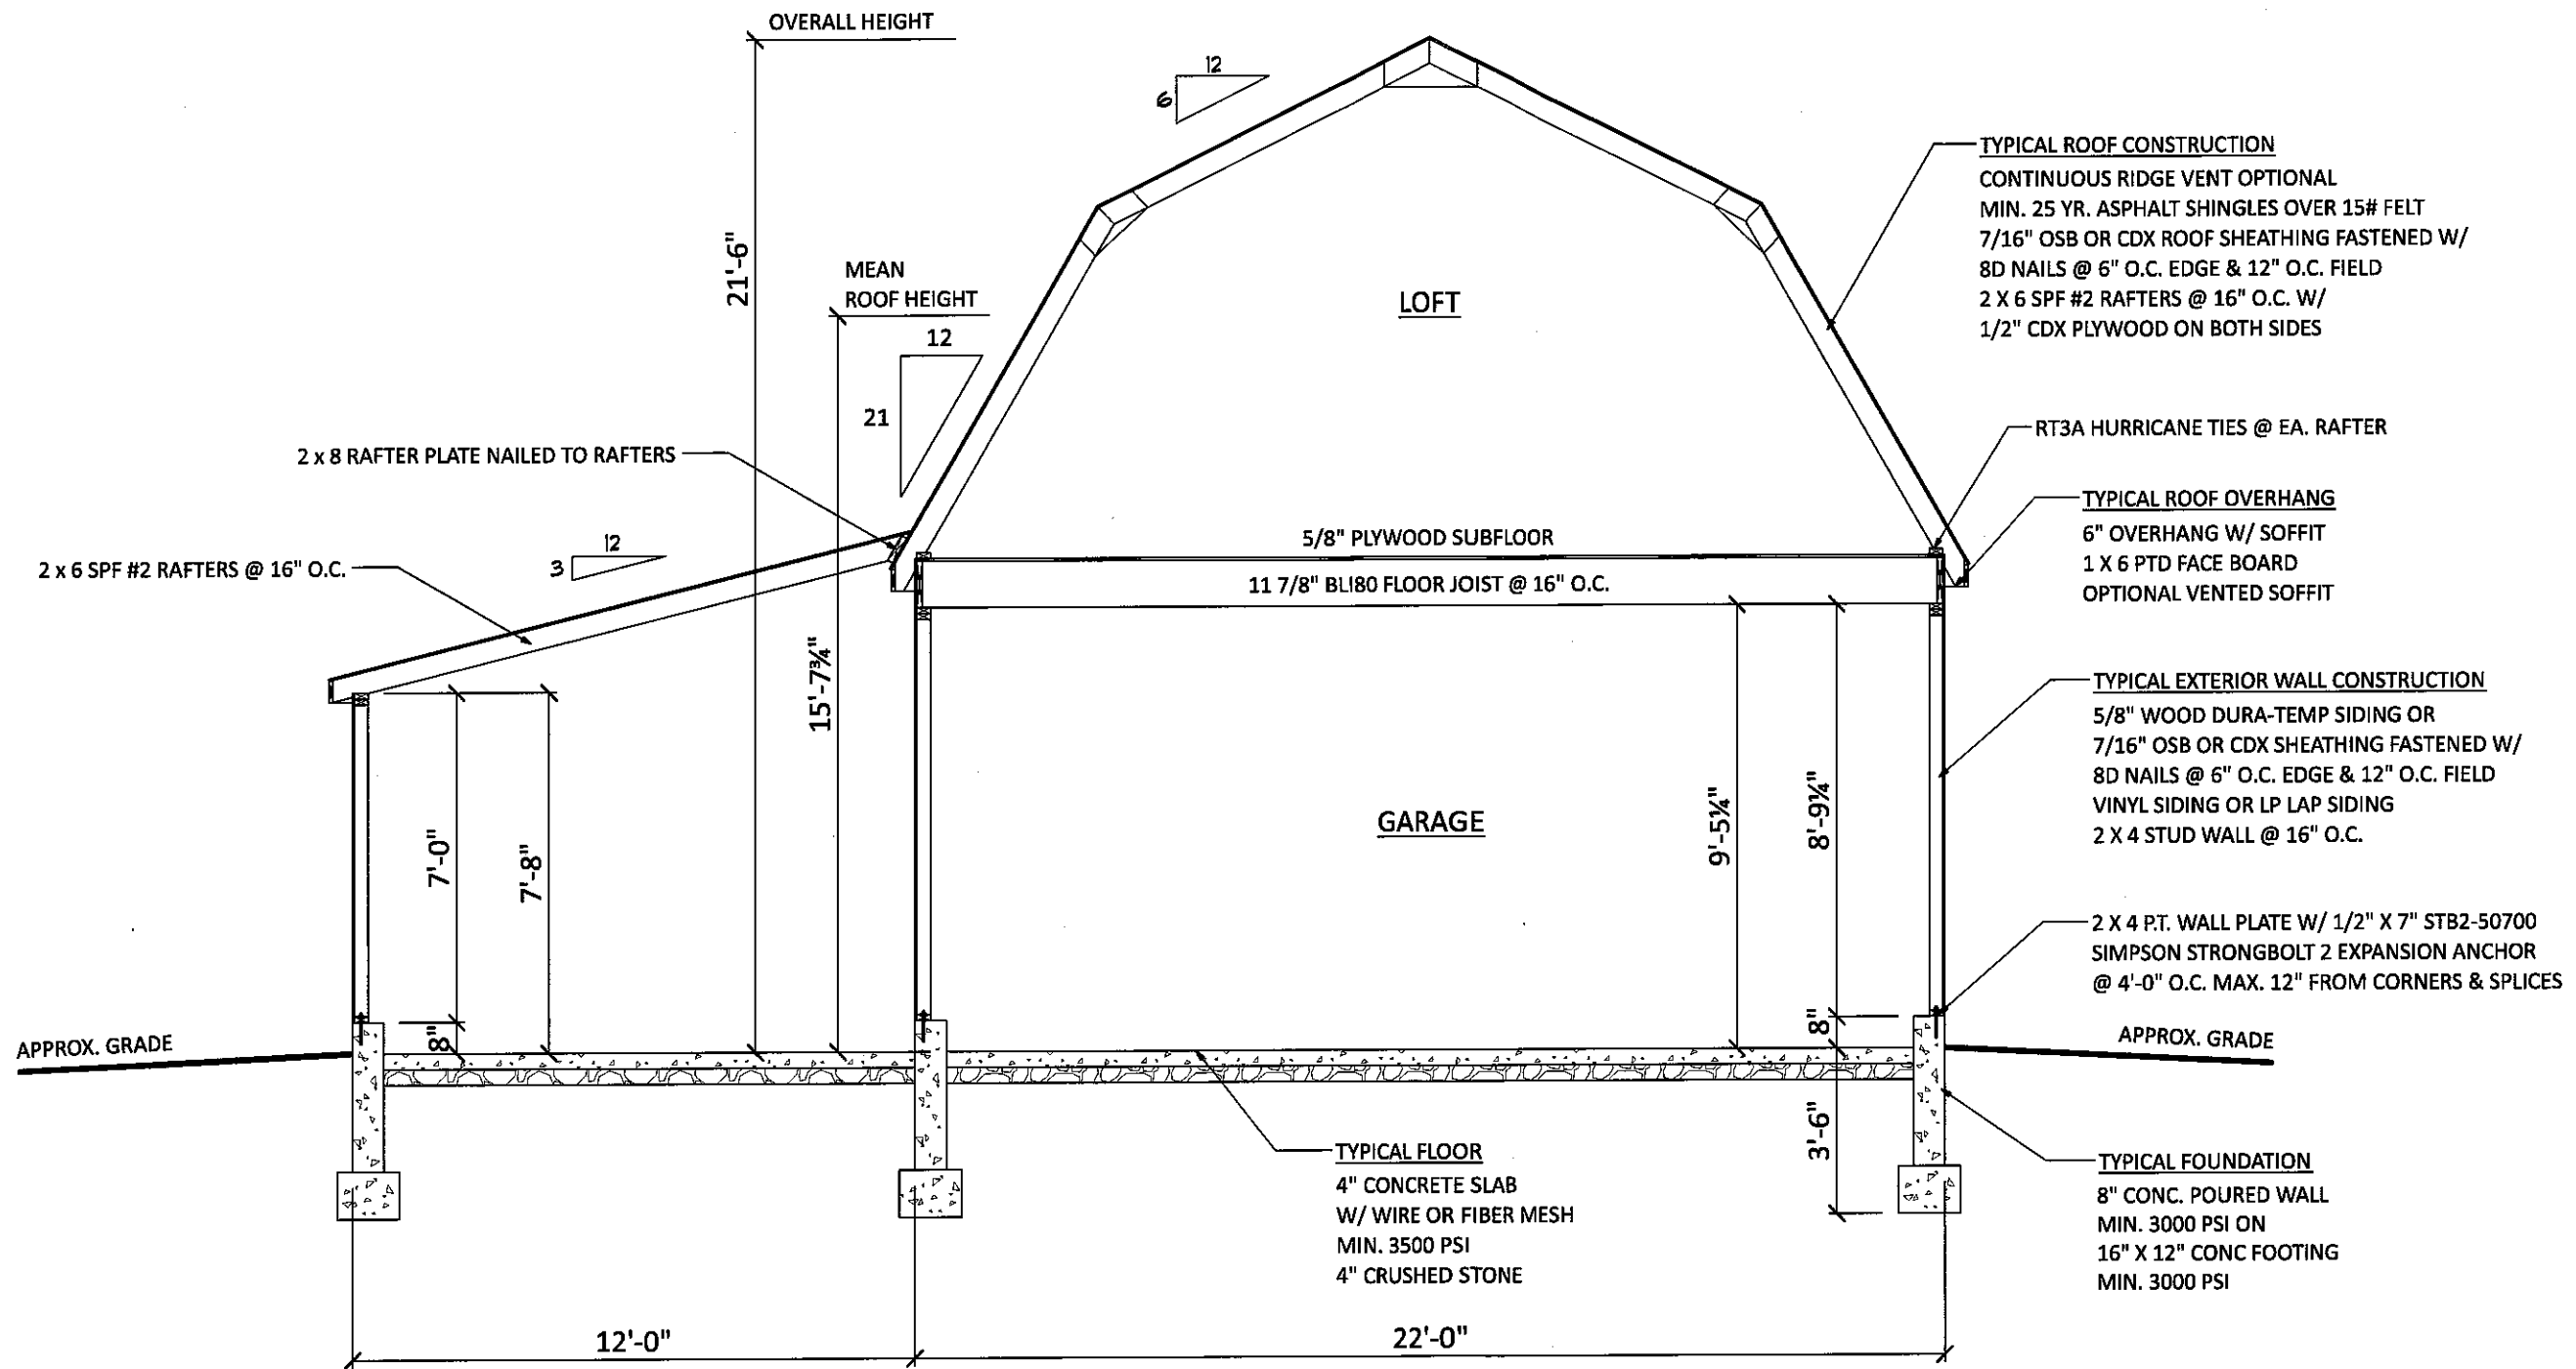 OVERALL HEIGHT
12
6
21'-6"
MEAN
ROOF HEIGHT
12
21
15'-7¾"
LOFT
TYPICAL ROOF CONSTRUCTION
CONTINUOUS RIDGE VENT OPTIONAL
MIN. 25 YR. ASPHALT SHINGLES OVER 15# FELT
7/16" OSB OR CDX ROOF SHEATHING FASTENED W/
8D NAILS @ 6" O.C. EDGE & 12" O.C. FIELD
2 X 6 SPF #2 RAFTERS @ 16" O.C. W/
1/2" CDX PLYWOOD ON BOTH SIDES
RT3A HURRICANE TIES @ EA. RAFTER
2 x 8 RAFTER PLATE NAILED TO RAFTERS
TYPICAL ROOF OVERHANG
6" OVERHANG W/ SOFFIT
1 X 6 PTD FACE BOARD
OPTIONAL VENTED SOFFIT
12
3
2 x 6 SPF #2 RAFTERS @ 16" O.C.
5/8" PLYWOOD SUBFLOOR
11 7/8" BLI80 FLOOR JOIST @ 16" O.C.
TYPICAL EXTERIOR WALL CONSTRUCTION
5/8" WOOD DURA-TEMP SIDING OR
7/16" OSB OR CDX SHEATHING FASTENED W/
8D NAILS @ 6" O.C. EDGE & 12" O.C. FIELD
VINYL SIDING OR LP LAP SIDING
2 X 4 STUD WALL @ 16" O.C.
7'-0"
7'-8"
8"
GARAGE
9'-5¼"
8'-9¼"
8"
3'-6"
2 X 4 P.T. WALL PLATE W/ 1/2" X 7" STB2-50700
SIMPSON STRONGBOLT 2 EXPANSION ANCHOR
@ 4'-0" O.C. MAX. 12" FROM CORNERS & SPLICES
APPROX. GRADE
APPROX. GRADE
TYPICAL FLOOR
4" CONCRETE SLAB
W/ WIRE OR FIBER MESH
MIN. 3500 PSI
4" CRUSHED STONE
TYPICAL FOUNDATION
8" CONC. POURED WALL
MIN. 3000 PSI ON
16" X 12" CONC FOOTING
MIN. 3000 PSI
12'-0"
22'-0"